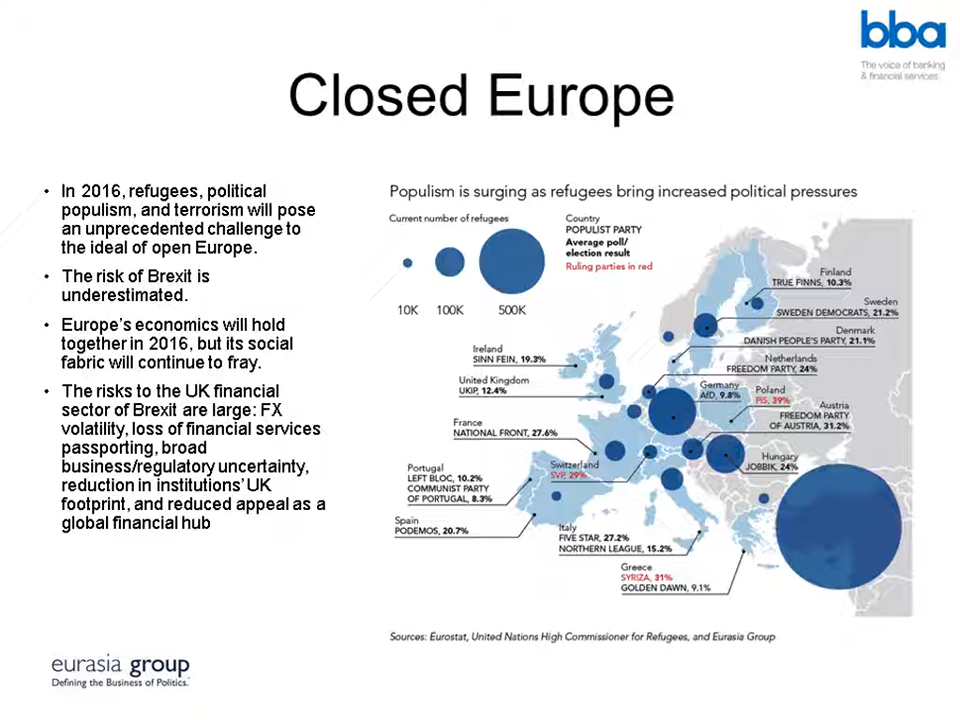 bba
The voice of banking
& financial services
Closed Europe
• In 2016, refugees, political
populism, and terrorism will pose
an unprecedented challenge to
the ideal of open Europe.
• The risk of Brexit is
underestimated.
• Europe's economics will hold
together in 2016, but its social
fabric will continue to fray.
• The risks to the UK financial
sector of Brexit are large: FX
volatility, loss of financial services
passporting, broad
business/regulatory uncertainty,
reduction in institutions' UK
footprint, and reduced appeal as a
global financial hub
Populism is surging as refugees bring increased political pressures
Current number of refugees
10K 100K 500K
Country
POPULIST PARTY
Average poll/
election result
Ruling parties in red
Finland
TRUE FINNS, 10.3%
Sweden
SWEDEN DEMOCRATS, 21.2%
Denmark
DANISH PEOPLE'S PARTY, 21.1%
Netherlands
FREEDOM PARTY, 24%
Germany
AfD, 9.8%
Poland
PiS, 39%
Austria
FREEDOM PARTY
OF AUSTRIA, 31.2%
Hungary
JOBBIK, 24%
Ireland
SINN FEIN, 19.3%
United Kingdom
UKIP, 12.4%
France
NATIONAL FRONT, 27.6%
Switzerland
SVP, 29%
Portugal
LEFT BLOC, 10.2%
COMMUNIST PARTY
OF PORTUGAL, 8.3%
Spain
PODEMOS, 20.7%
Italy
FIVE STAR, 27.2%
NORTHERN LEAGUE, 15.2%
Greece
SYRIZA, 31%
GOLDEN DAWN, 9.1%
Sources: Eurostat, United Nations High Commissioner for Refugees, and Eurasia Group
eurasia group
Defining the Business of Politics.